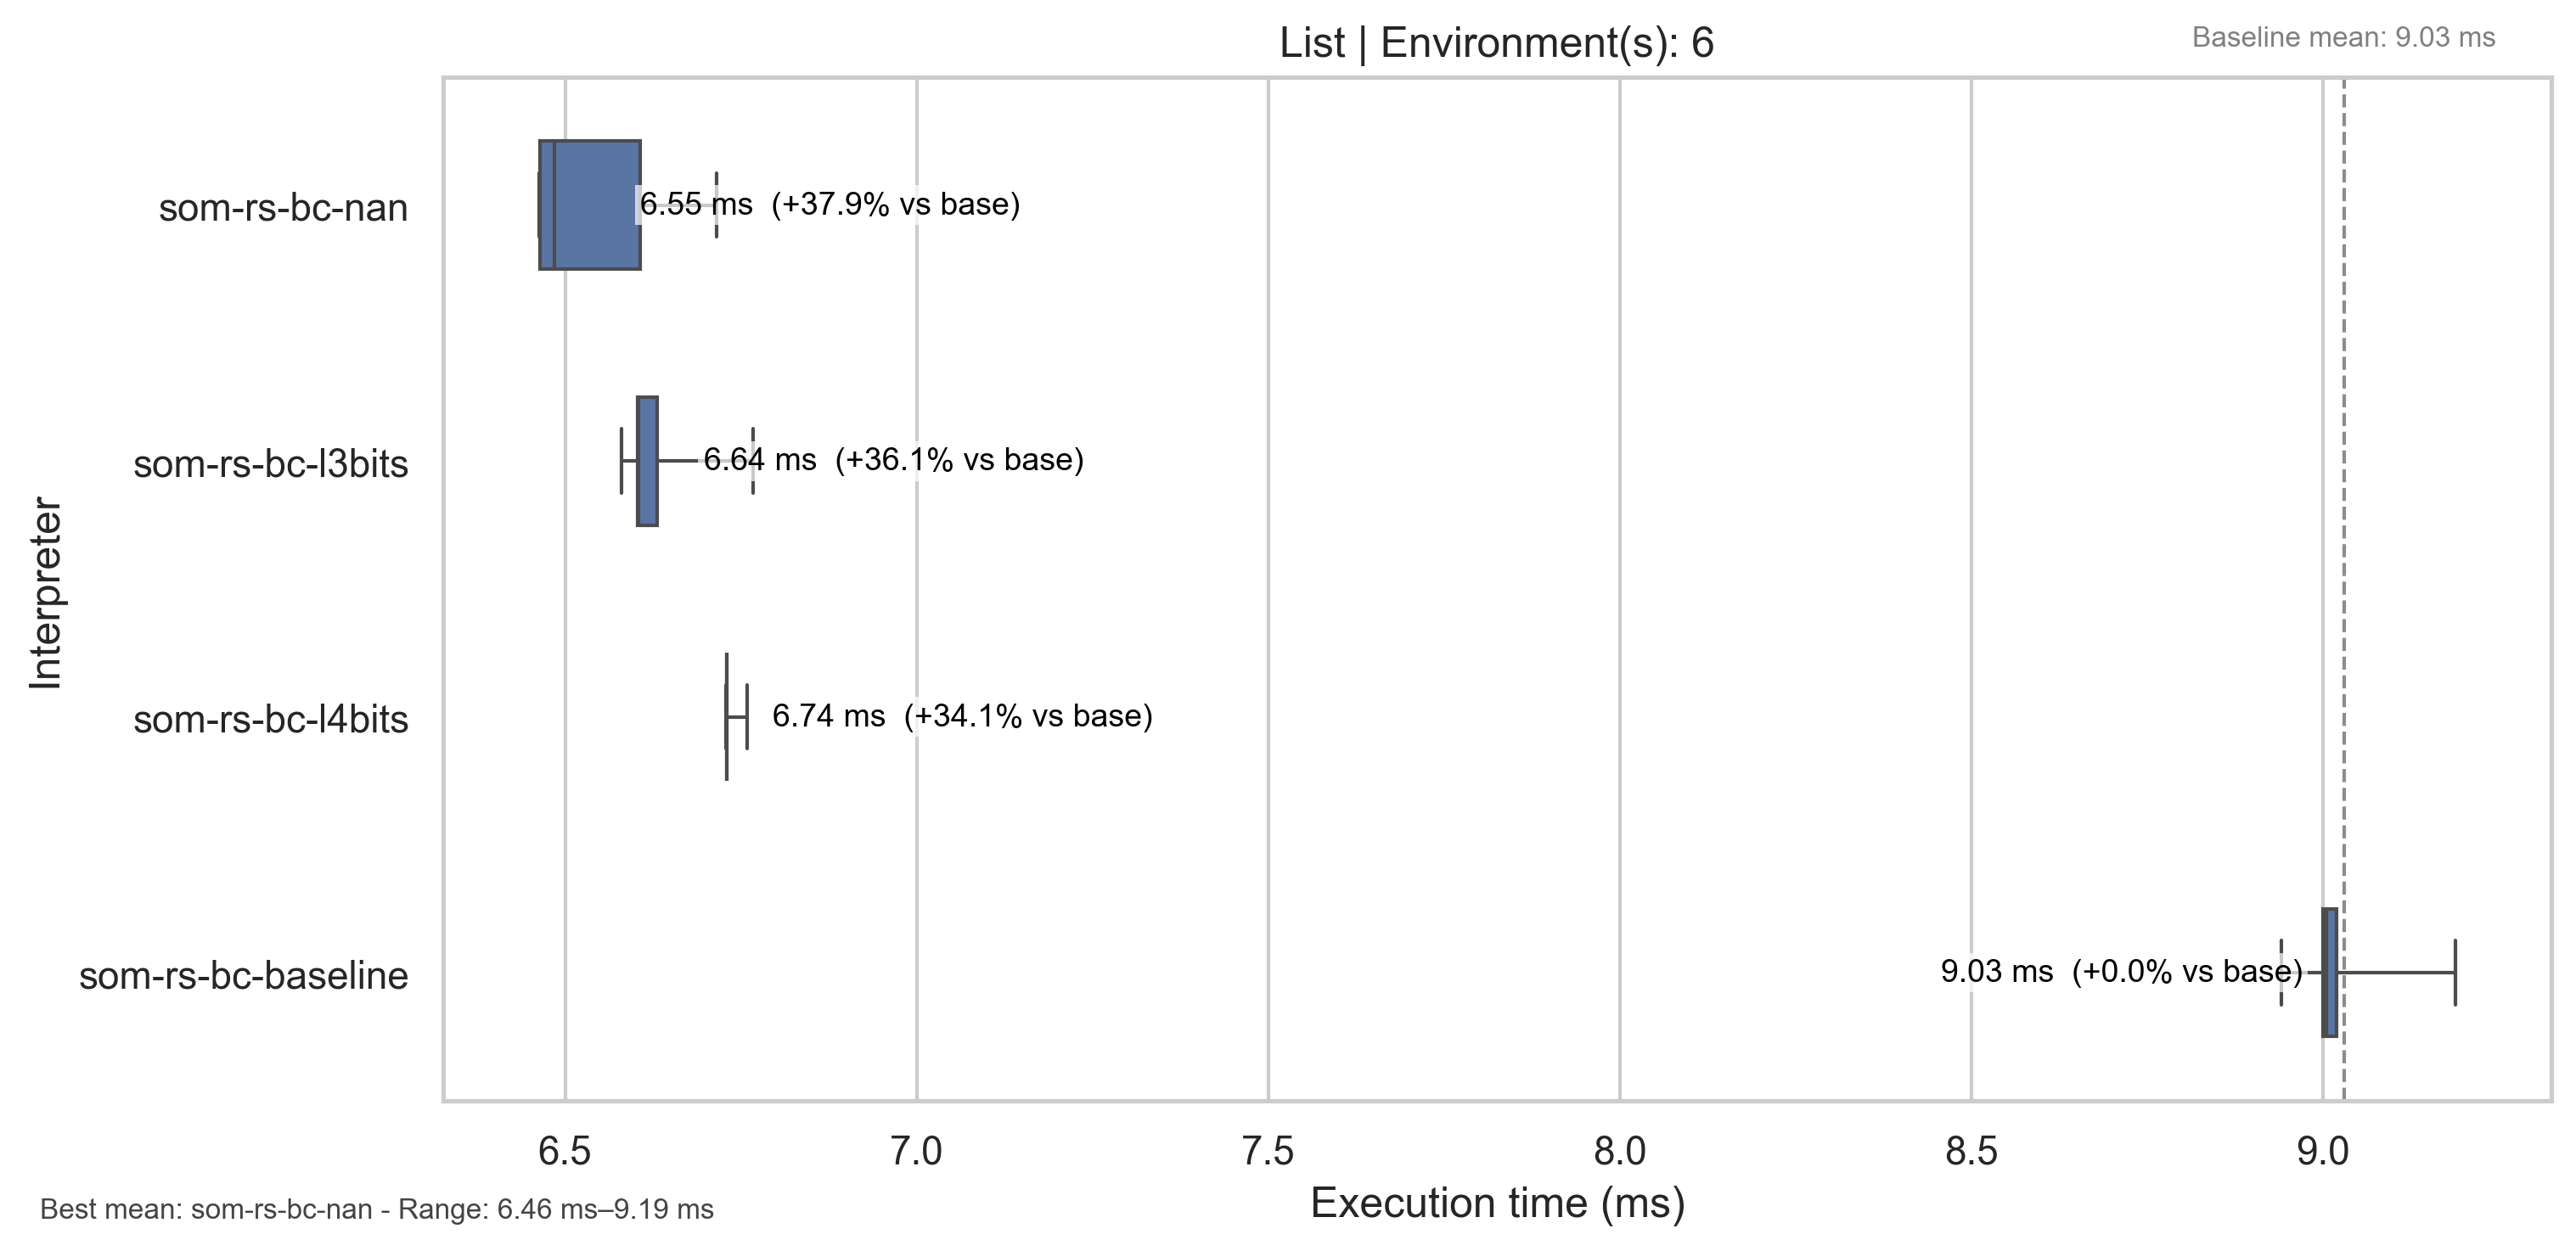 List | Environment(s): 6
Baseline mean: 9.03 ms
som-rs-bc-nan
6.55 ms (+37.9% vs base)
som-rs-bc-l3bits
6.64 ms (+36.1% vs base)
Interpreter
som-rs-bc-l4bits
6.74 ms (+34.1% vs base)
som-rs-bc-baseline
9.03 ms (+0.0% vs base)
6.5 7.0 7.5 8.0 8.5 9.0
Execution time (ms)
Best mean: som-rs-bc-nan - Range: 6.46 ms–9.19 ms